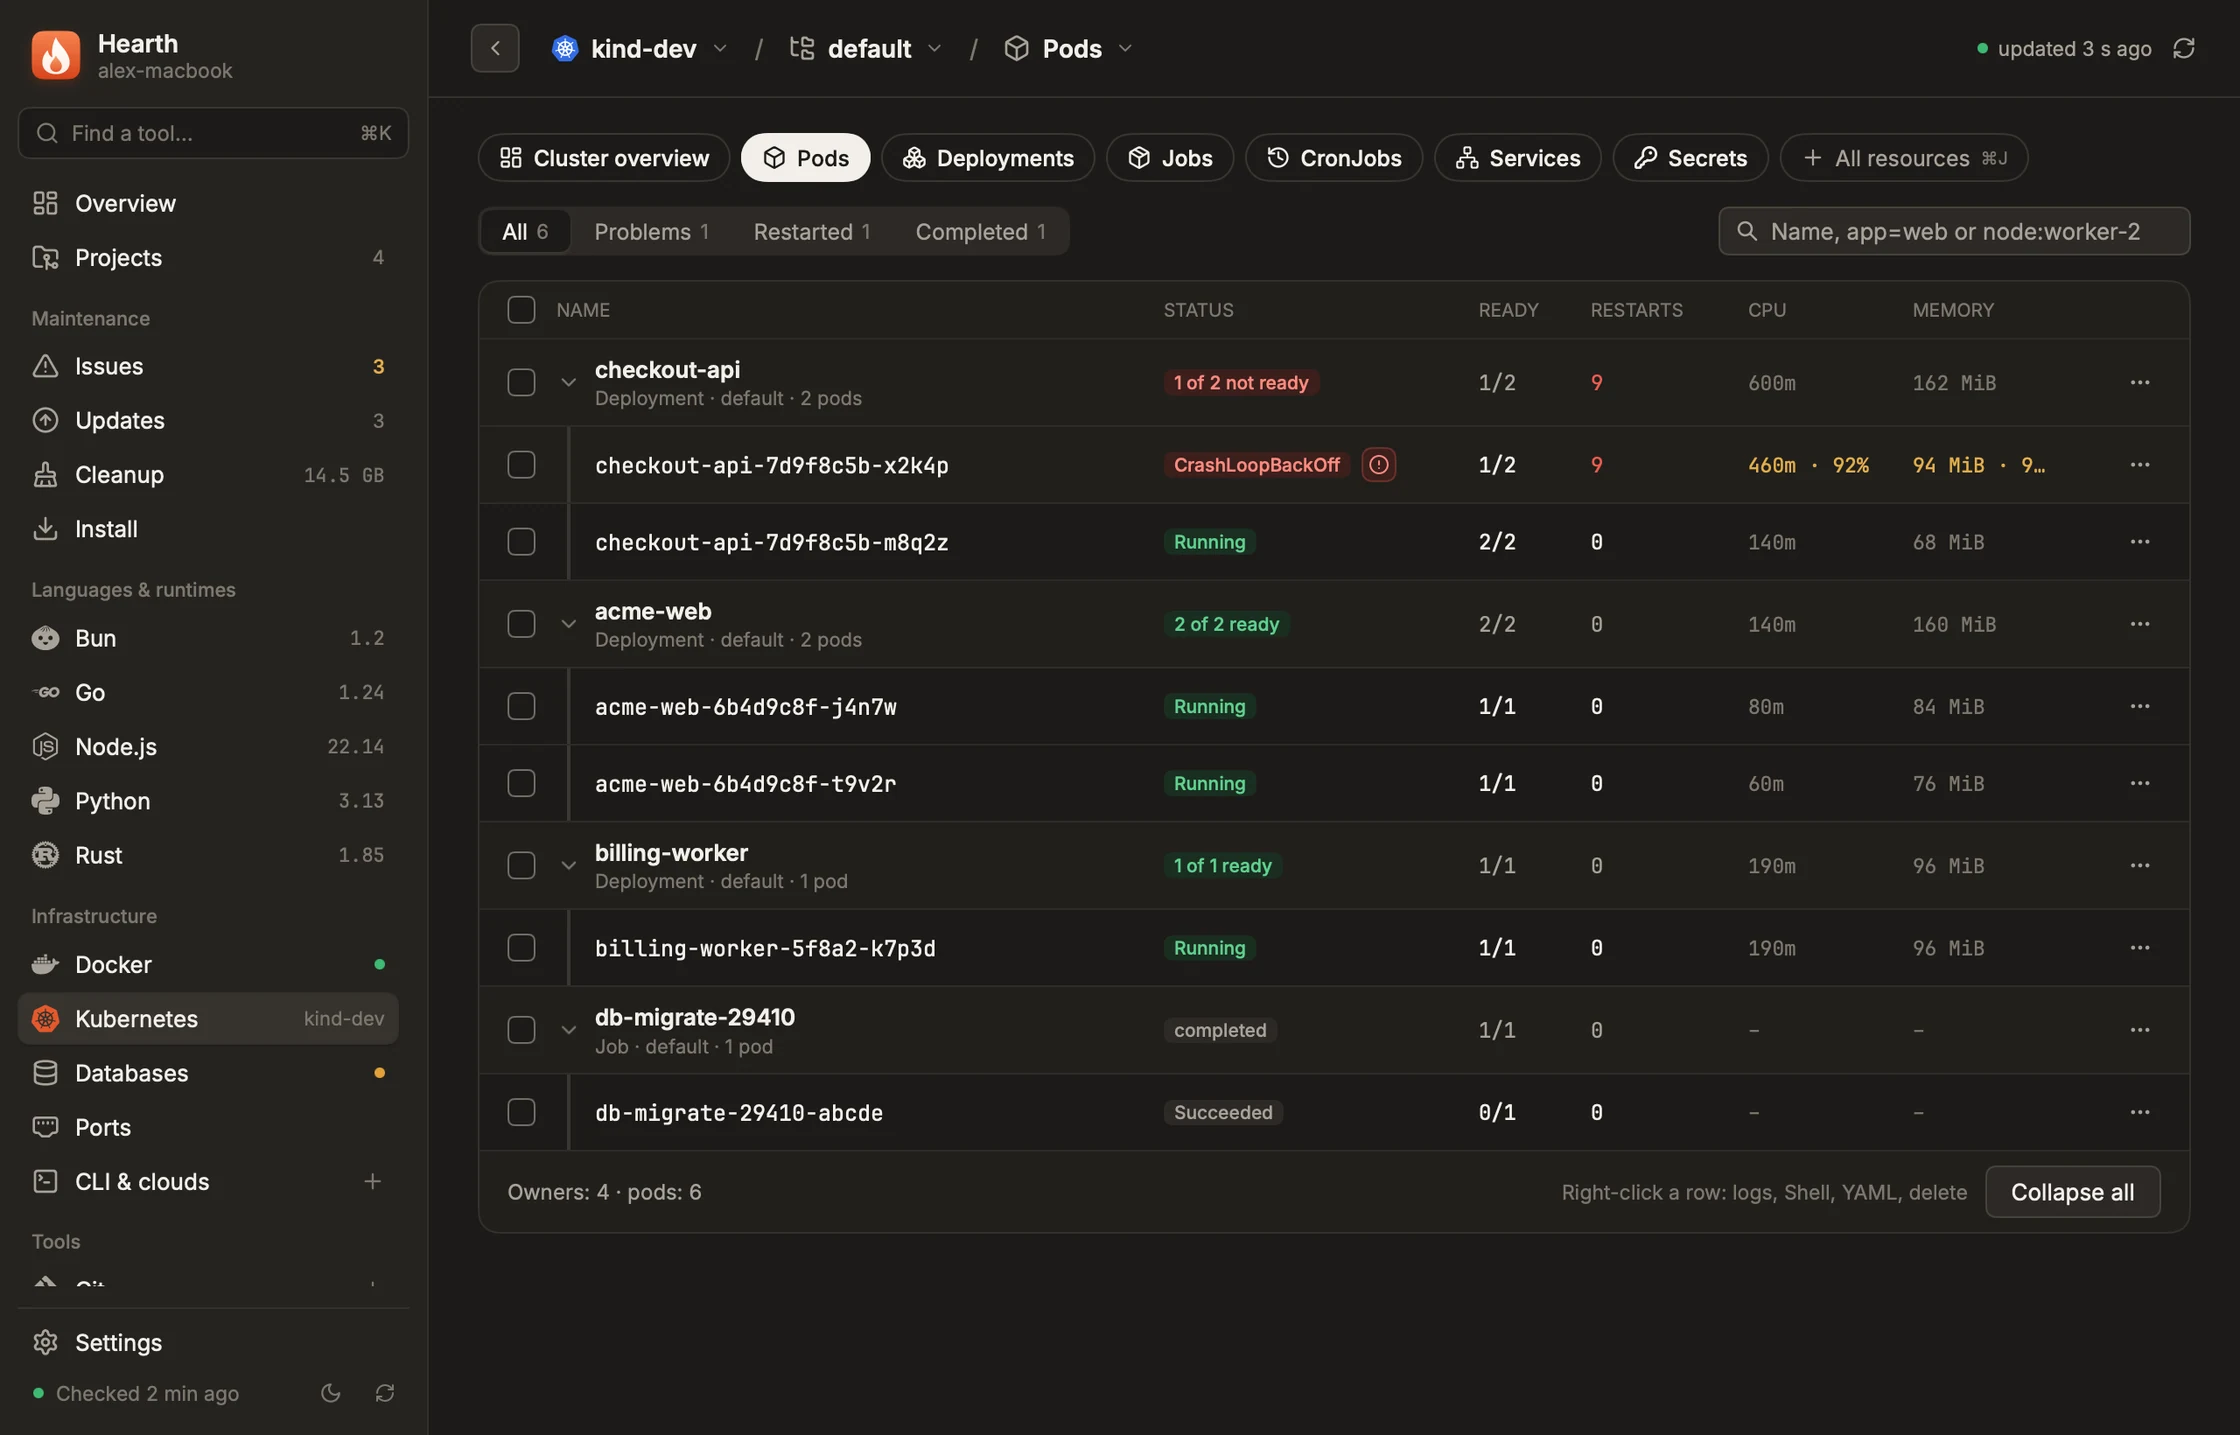 Hearth
alex-macbook
Find a tool... ⌘K
Overview
Projects 4
Maintenance
Issues 3
Updates 3
Cleanup 14.5 GB
Install
Languages & runtimes
Bun 1.2
Go 1.24
Node.js 22.14
Python 3.13
Rust 1.85
Infrastructure
Docker
Kubernetes kind-dev
Databases
Ports
CLI & clouds +
Tools
Settings
Checked 2 min ago
kind-dev / default / Pods
updated 3 s ago
Cluster overview Pods Deployments Jobs CronJobs Services Secrets + All resources ⌘J
All 6 Problems 1 Restarted 1 Completed 1
Name, app=web or node:worker-2
NAME STATUS READY RESTARTS CPU MEMORY
checkout-api
Deployment · default · 2 pods
1 of 2 not ready 1/2 9 600m 162 MiB
checkout-api-7d9f8c5b-x2k4p CrashLoopBackOff 1/2 9 460m · 92% 94 MiB · 9…
checkout-api-7d9f8c5b-m8q2z Running 2/2 0 140m 68 MiB
acme-web
Deployment · default · 2 pods
2 of 2 ready 2/2 0 140m 160 MiB
acme-web-6b4d9c8f-j4n7w Running 1/1 0 80m 84 MiB
acme-web-6b4d9c8f-t9v2r Running 1/1 0 60m 76 MiB
billing-worker
Deployment · default · 1 pod
1 of 1 ready 1/1 0 190m 96 MiB
billing-worker-5f8a2-k7p3d Running 1/1 0 190m 96 MiB
db-migrate-29410
Job · default · 1 pod
completed 1/1 0 – –
db-migrate-29410-abcde Succeeded 0/1 0 – –
Owners: 4 · pods: 6
Right-click a row: logs, Shell, YAML, delete
Collapse all